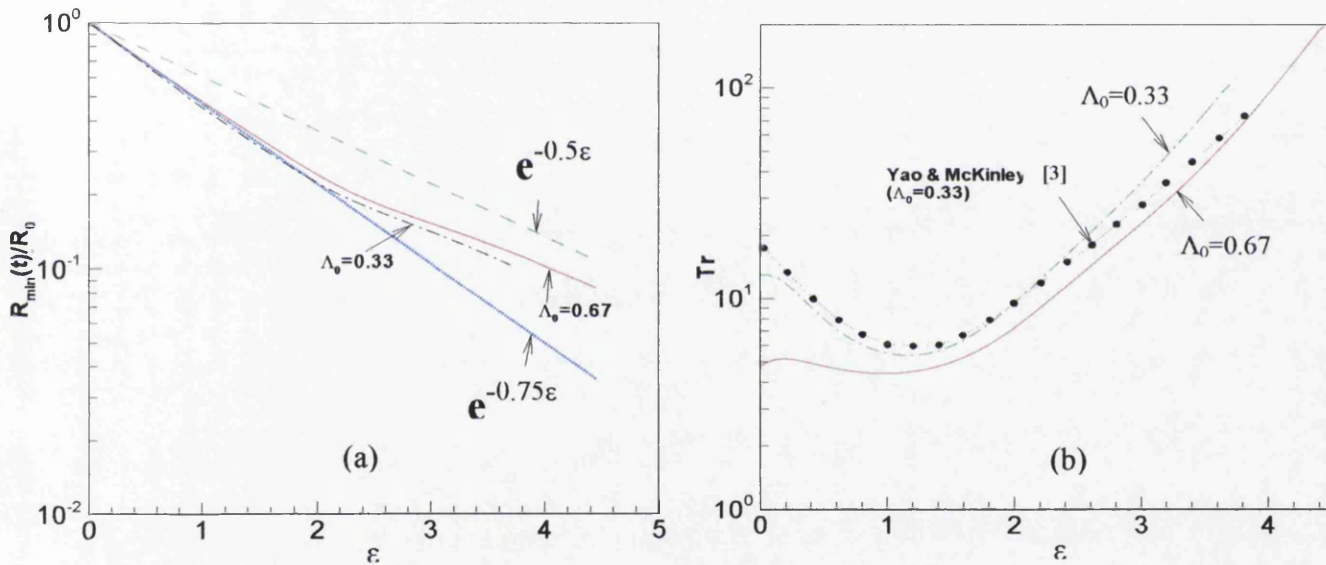 R_min(t)/R_0
10^0
10^-1
10^-2
e^-0.5ε
Λ_0=0.33
Λ_0=0.67
e^-0.75ε
(a)
0 1 2 3 4 5
ε
Tr
10^2
10^1
10^0
Λ_0=0.33
Yao & McKinley [3]
(Λ_0=0.33)
Λ_0=0.67
(b)
0 1 2 3 4
ε